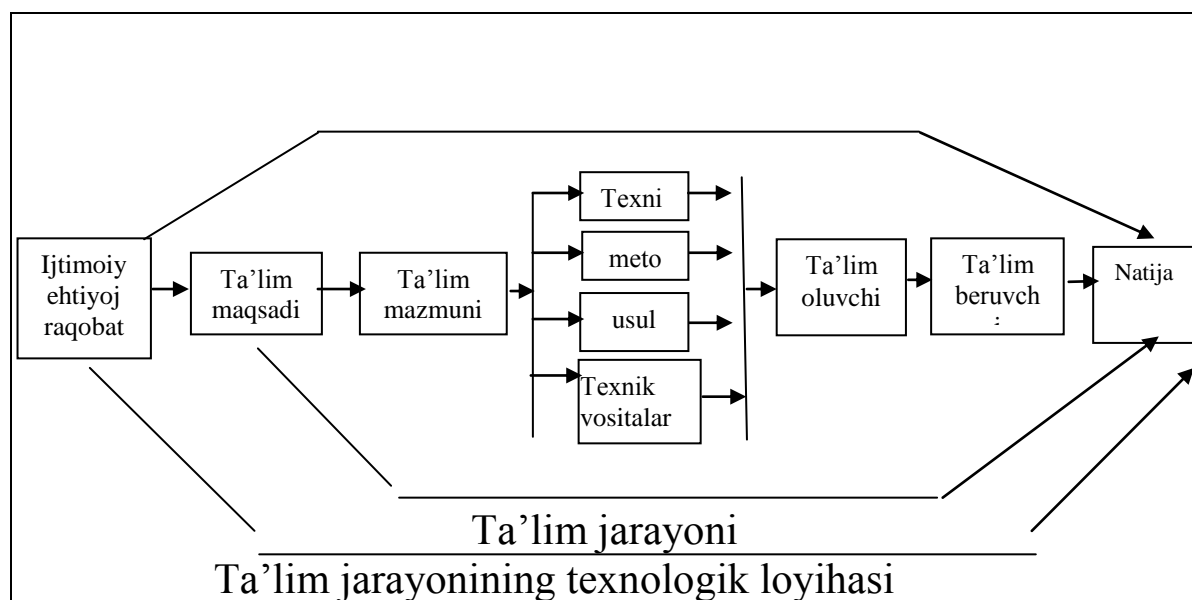 Ijtimoiy
ehtiyoj
raqobat
Ta’lim
maqsadi
Ta’lim
mazmuni
Texni
meto
usul
Texnik
vositalar
Ta’lim
oluvchi
Ta’lim
beruvch
Natija
Ta’lim jarayoni
Ta’lim jarayonining texnologik loyihasi